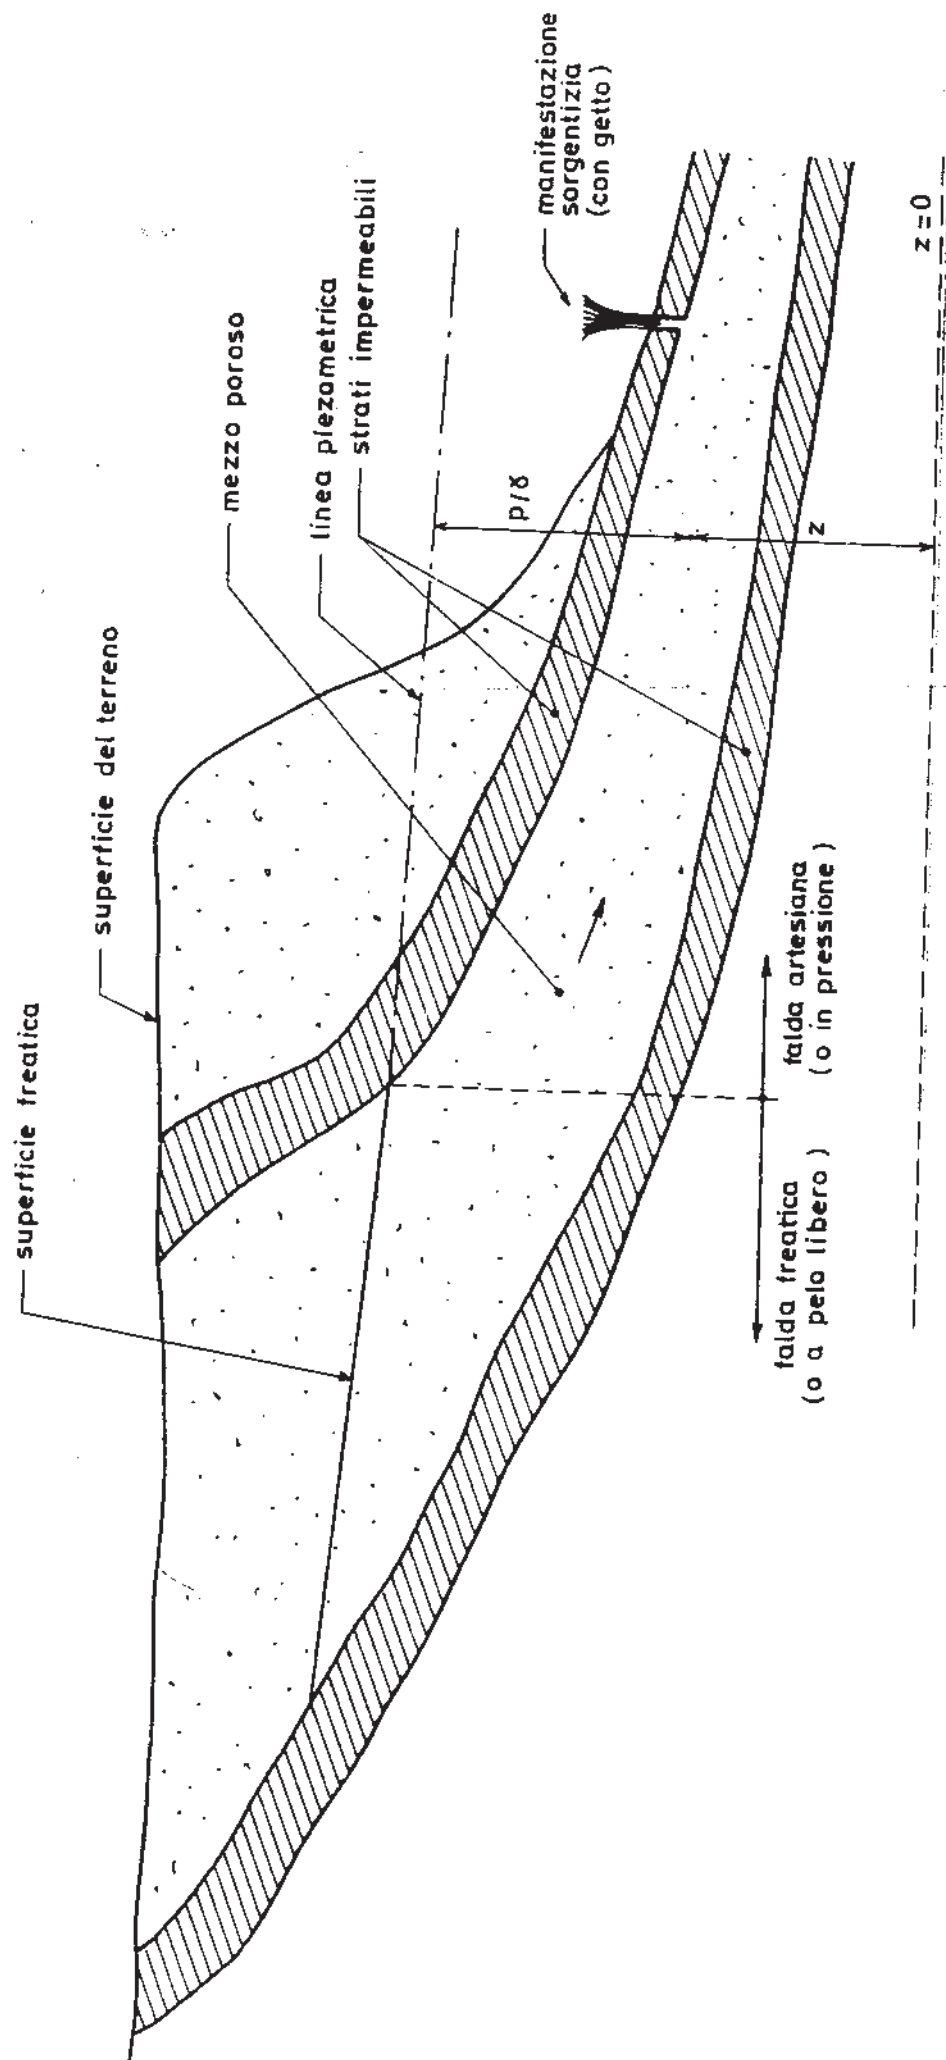 superficie freatica
superficie del terreno
mezzo poroso
linea piezometrica
strati impermeabili
manifestazione
sorgentizia
(con getto)
p/γ
z
z=0
falda freatica
(o a pelo libero)
falda artesiana
(o in pressione)